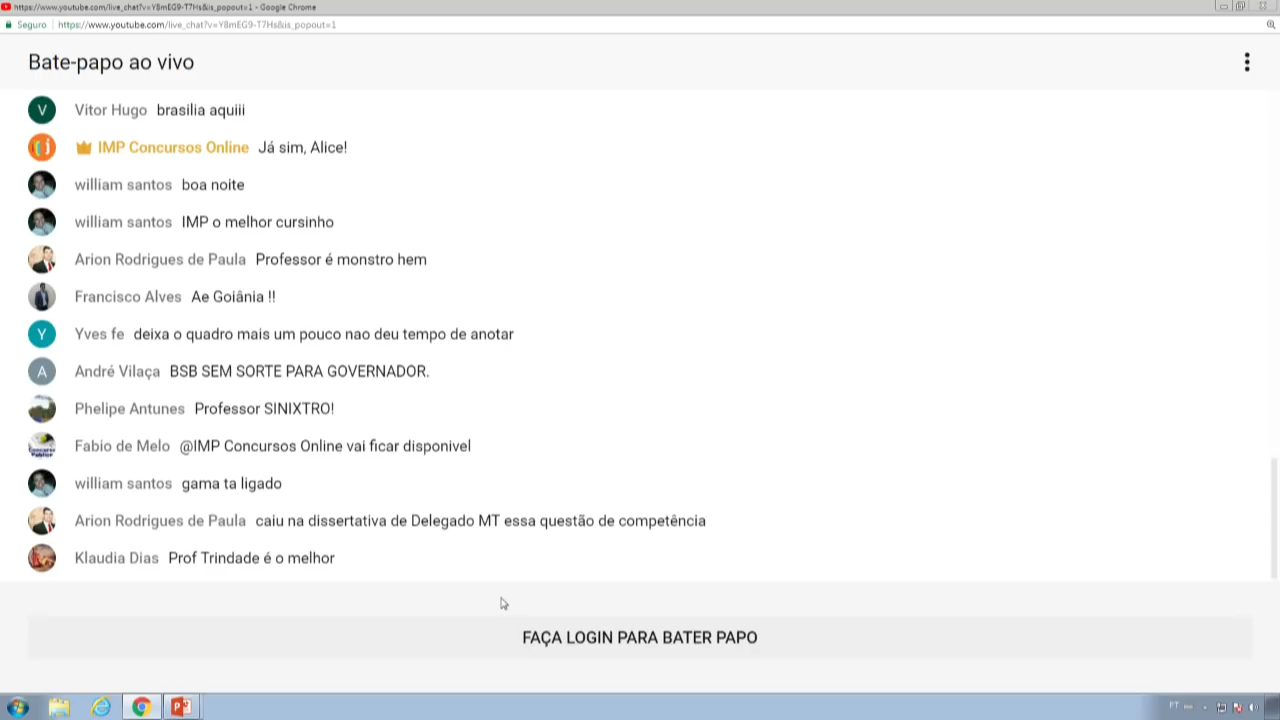 https://www.youtube.com/live_chat?v=Y8mEG9-T7Hs&is_popout=1 - Google Chrome
Seguro https://www.youtube.com/live_chat?v=Y8mEG9-T7Hs&is_popout=1
Bate-papo ao vivo
V Vitor Hugo brasilia aquiii
IMP Concursos Online Já sim, Alice!
william santos boa noite
william santos IMP o melhor cursinho
Arion Rodrigues de Paula Professor é monstro hem
Francisco Alves Ae Goiânia !!
Y Yves fe deixa o quadro mais um pouco nao deu tempo de anotar
A André Vilaça BSB SEM SORTE PARA GOVERNADOR.
Phelipe Antunes Professor SINIXTRO!
Fabio de Melo @IMP Concursos Online vai ficar disponivel
william santos gama ta ligado
Arion Rodrigues de Paula caiu na dissertativa de Delegado MT essa questão de competência
Klaudia Dias Prof Trindade é o melhor
FAÇA LOGIN PARA BATER PAPO
PT